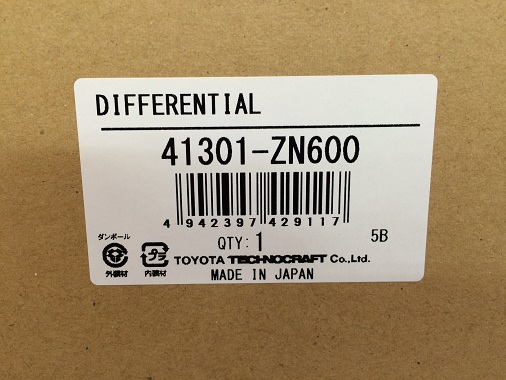 DIFFERENTIAL
41301-ZN600
4 942397 429117
QTY: 1
5B
ダンボール
外装材
プラ
内装材
TOYOTA TECHNOCRAFT Co.,Ltd.
MADE IN JAPAN